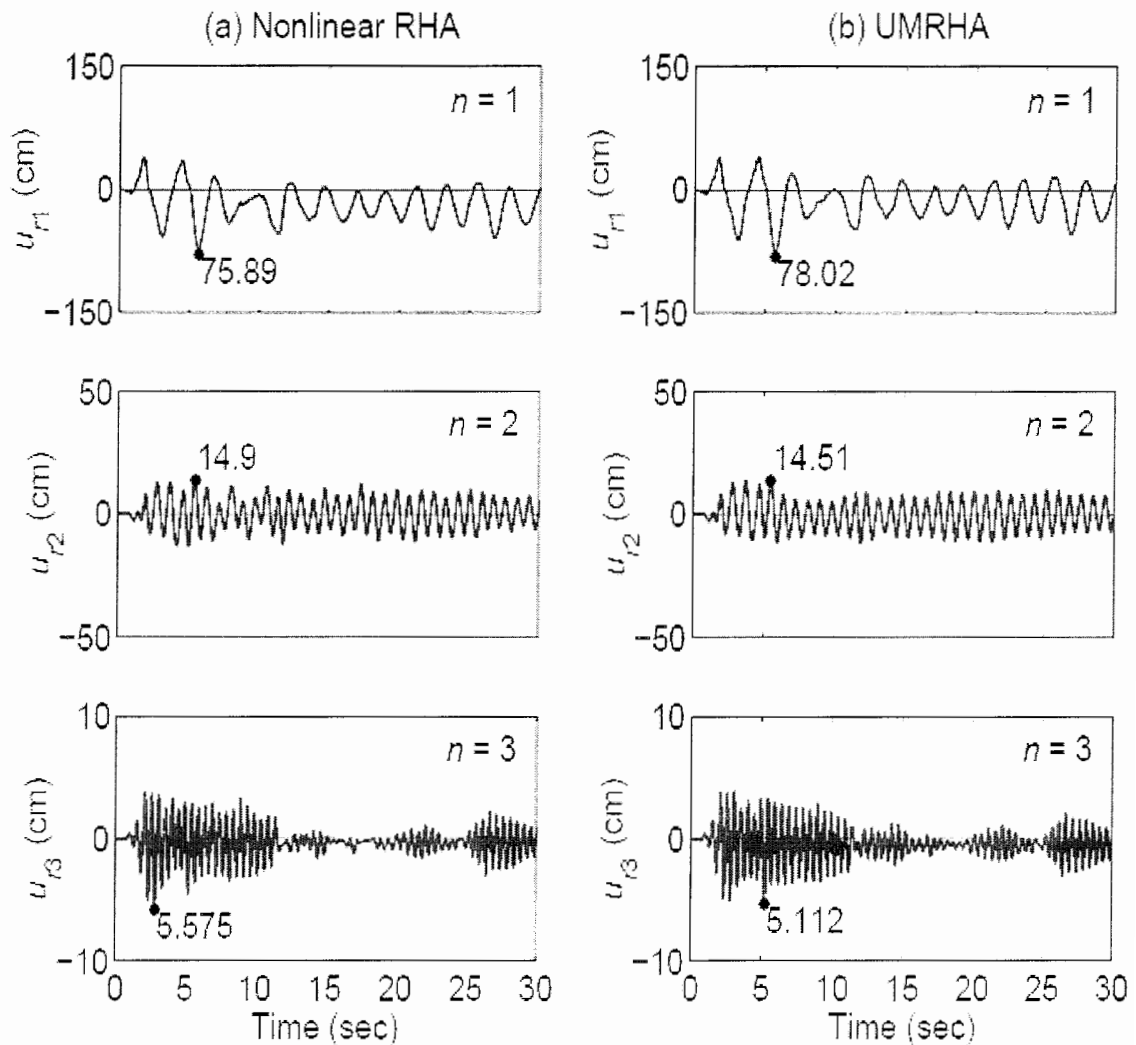 (a) Nonlinear RHA
150
n = 1
0
75.89
−150
u_r1 (cm)
50
n = 2
14.9
0
−50
u_r2 (cm)
10
n = 3
0
5.575
−10
u_r3 (cm)
0 5 10 15 20 25 30
Time (sec)
(b) UMRHA
150
n = 1
0
78.02
−150
u_r1 (cm)
50
n = 2
14.51
0
−50
u_r2 (cm)
10
n = 3
0
5.112
−10
u_r3 (cm)
0 5 10 15 20 25 30
Time (sec)